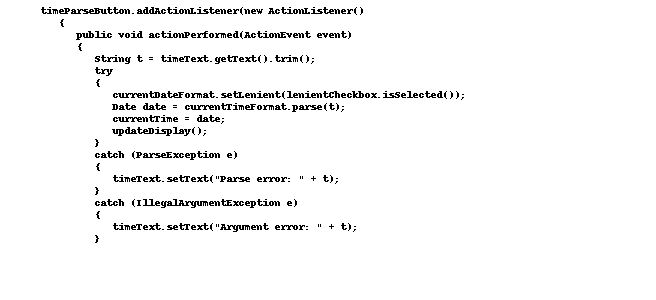 timeParseButton.addActionListener(new ActionListener()
{
public void actionPerformed(ActionEvent event)
{
String t = timeText.getText().trim();
try
{
currentDateFormat.setLenient(lenientCheckbox.isSelected());
Date date = currentTimeFormat.parse(t);
currentTime = date;
updateDisplay();
}
catch (ParseException e)
{
timeText.setText("Parse error: " + t);
}
catch (IllegalArgumentException e)
{
timeText.setText("Argument error: " + t);
}